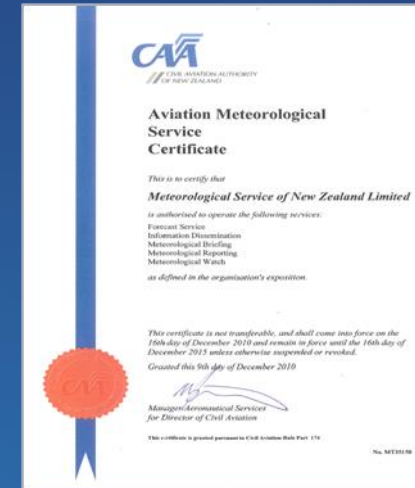 CAA
CIVIL AVIATION AUTHORITY
OF NEW ZEALAND
Aviation Meteorological
Service
Certificate
This is to certify that
Meteorological Service of New Zealand Limited
is authorised to operate the following services:
Forecast Service
Information Dissemination
Meteorological Briefing
Meteorological Reporting
Meteorological Watch
as defined in the organisation's exposition.
This certificate is not transferable, and shall come into force on the
16th day of December 2010 and remain in force until the 16th day of
December 2015 unless otherwise suspended or revoked.
Granted this 9th day of December 2010
Manager Aeronautical Services
for Director of Civil Aviation
This certificate is granted pursuant to Civil Aviation Rule Part 174
CAA